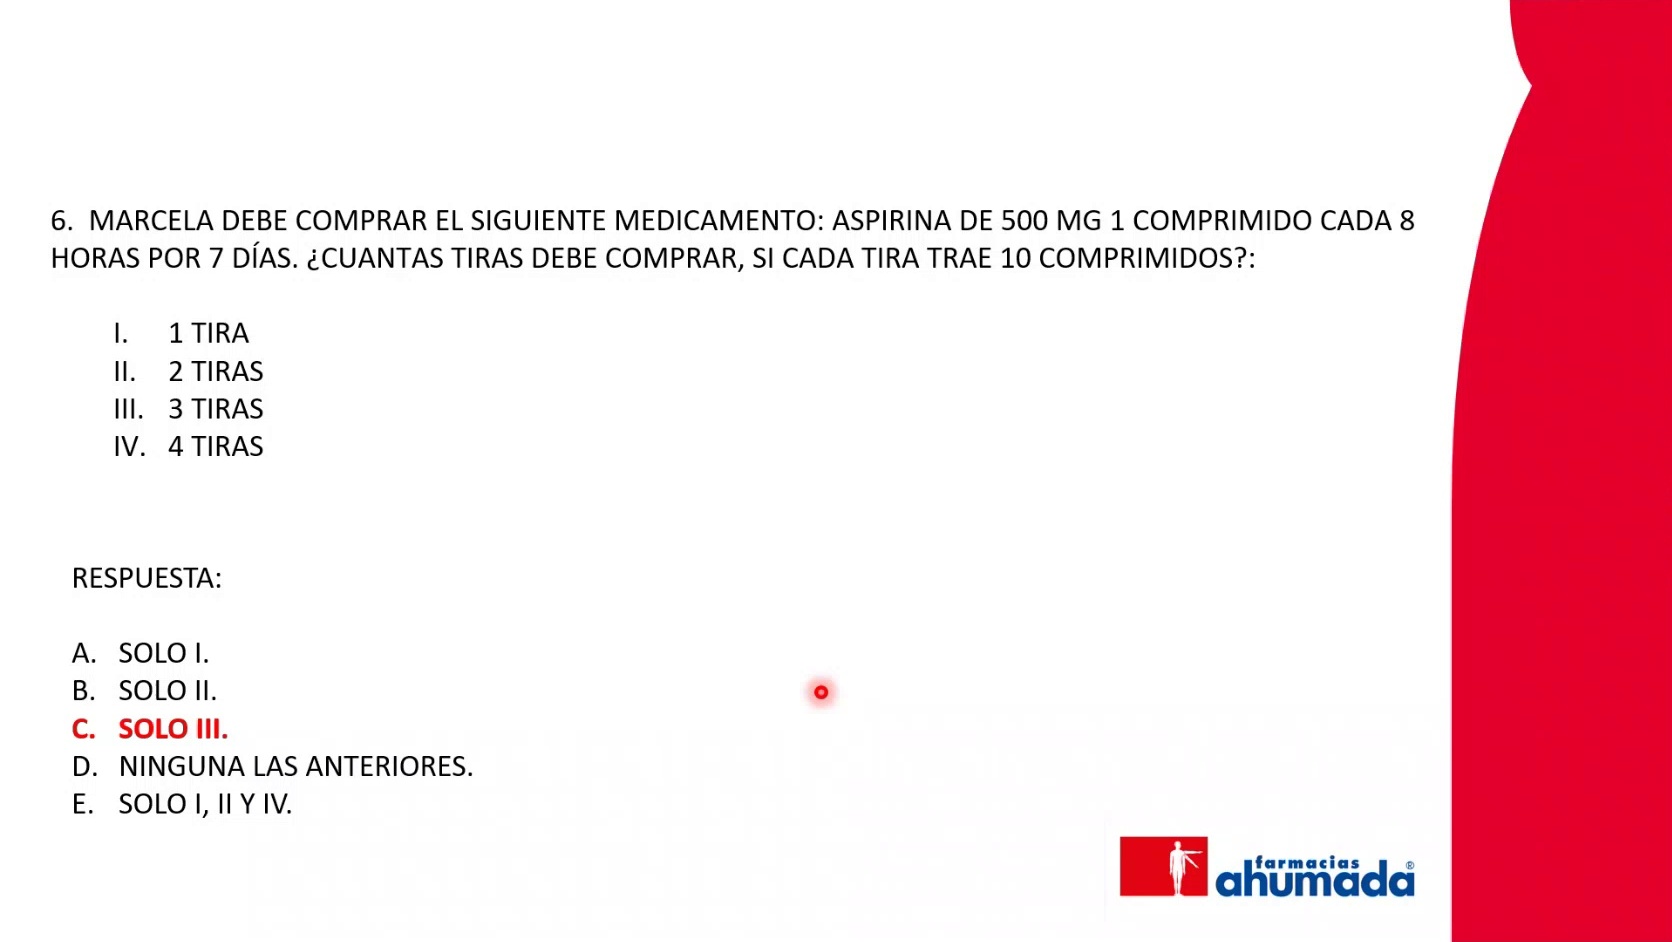 6. MARCELA DEBE COMPRAR EL SIGUIENTE MEDICAMENTO: ASPIRINA DE 500 MG 1 COMPRIMIDO CADA 8
HORAS POR 7 DÍAS. ¿CUANTAS TIRAS DEBE COMPRAR, SI CADA TIRA TRAE 10 COMPRIMIDOS?:
I. 1 TIRA
II. 2 TIRAS
III. 3 TIRAS
IV. 4 TIRAS
RESPUESTA:
A. SOLO I.
B. SOLO II.
C. SOLO III.
D. NINGUNA LAS ANTERIORES.
E. SOLO I, II Y IV.
farmacias
ahumada®